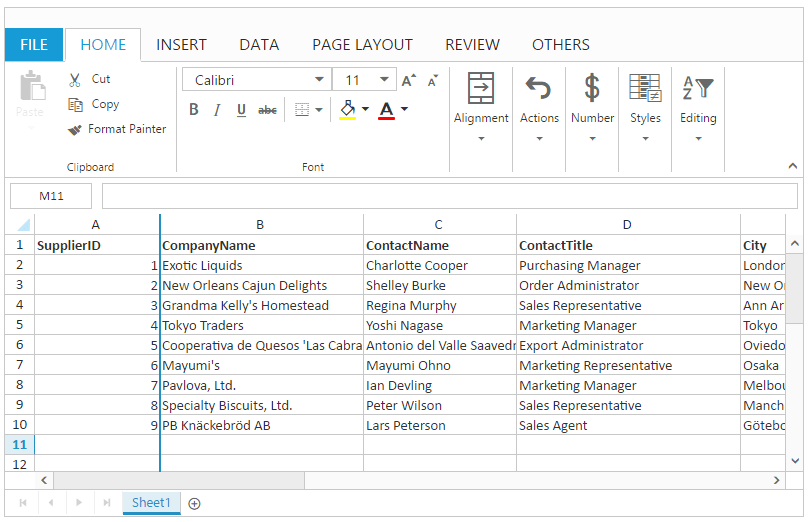 FILE HOME INSERT DATA PAGE LAYOUT REVIEW OTHERS
Paste
Cut
Copy
Format Painter
Clipboard
Calibri 11 A A
B I U abc A
Font
Alignment
Actions
$
Number
Styles
A Z
Editing
M11
A B C D
1 SupplierID CompanyName ContactName ContactTitle City
2 1 Exotic Liquids Charlotte Cooper Purchasing Manager London
3 2 New Orleans Cajun Delights Shelley Burke Order Administrator New Or
4 3 Grandma Kelly's Homestead Regina Murphy Sales Representative Ann Ar
5 4 Tokyo Traders Yoshi Nagase Marketing Manager Tokyo
6 5 Cooperativa de Quesos 'Las Cabra Antonio del Valle Saavedr Export Administrator Oviedo
7 6 Mayumi's Mayumi Ohno Marketing Representative Osaka
8 7 Pavlova, Ltd. Ian Devling Marketing Manager Melbou
9 8 Specialty Biscuits, Ltd. Peter Wilson Sales Representative Manch
10 9 PB Knäckebröd AB Lars Peterson Sales Agent Götebo
11
12
Sheet1